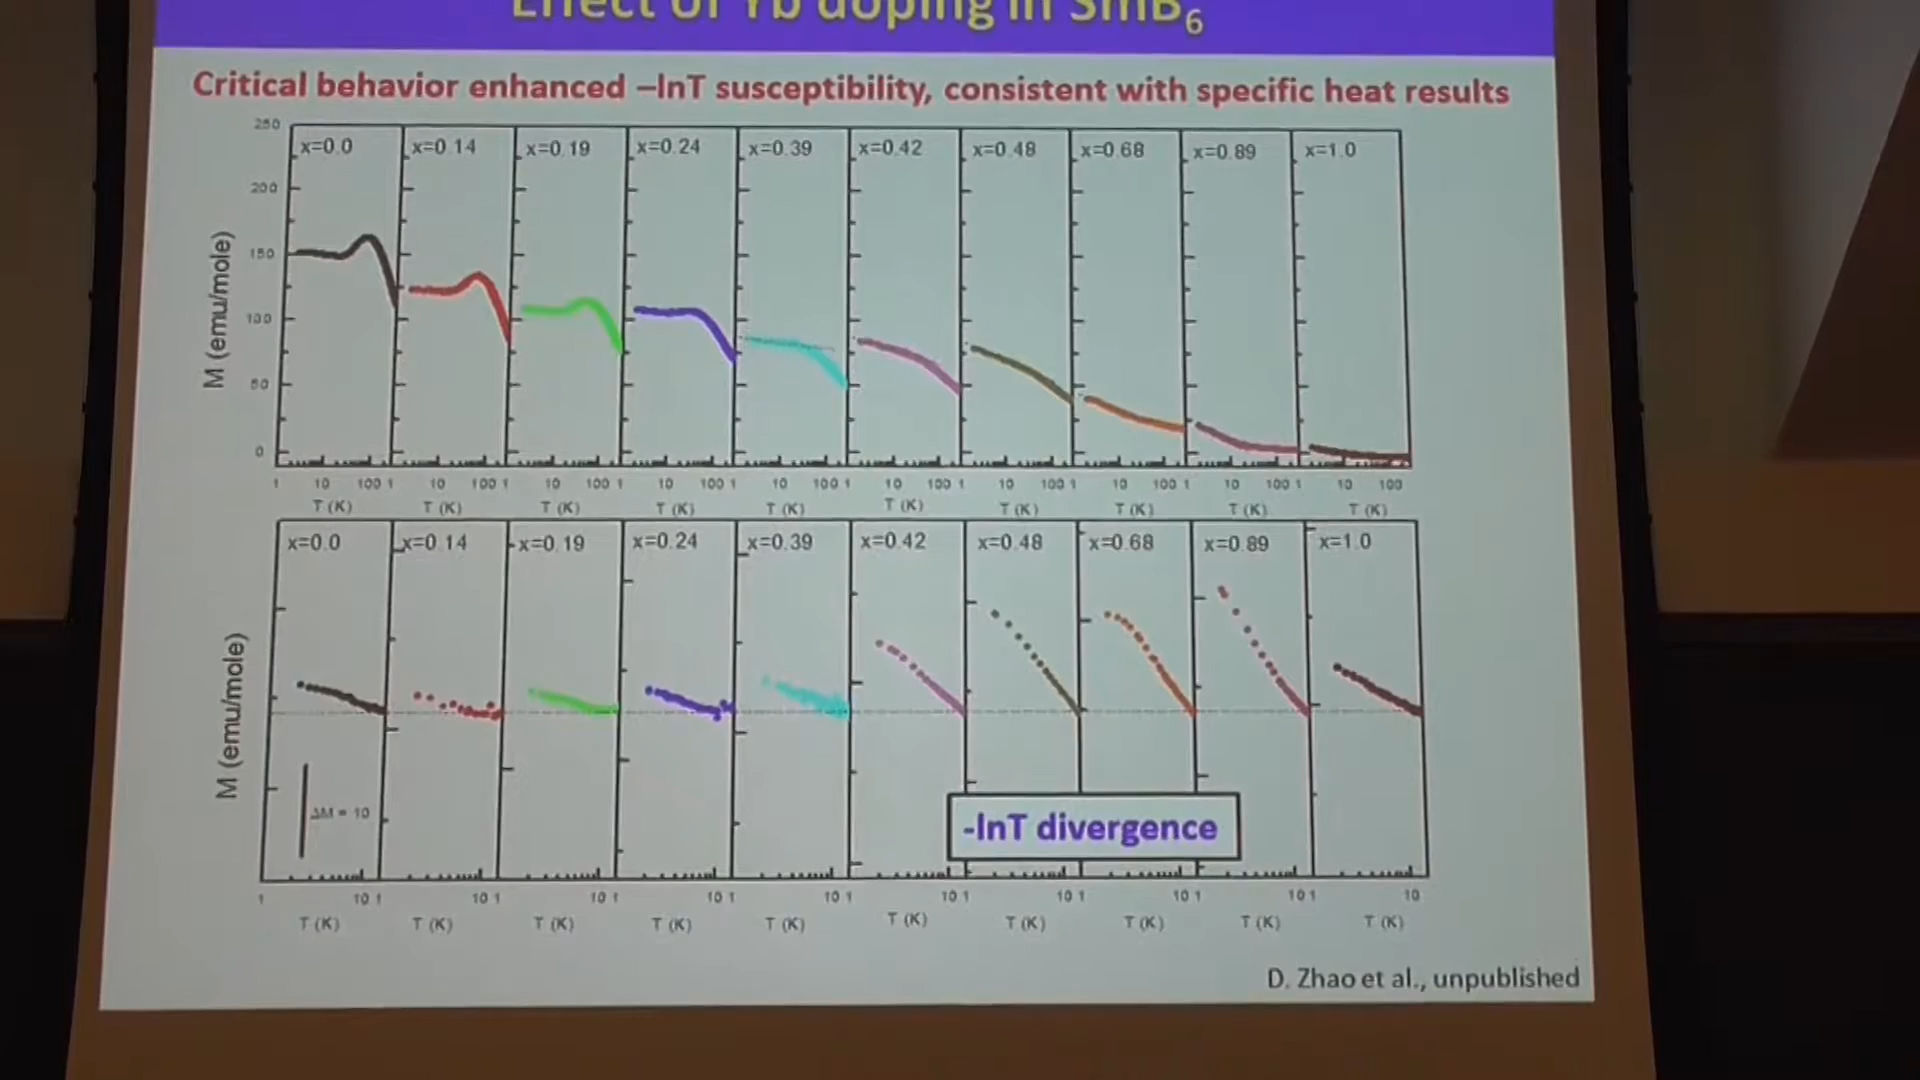 Effect of Yb doping in SmB6
Critical behavior enhanced –lnT susceptibility, consistent with specific heat results
250
200
150
100
50
0
M (emu/mole)
x=0.0 x=0.14 x=0.19 x=0.24 x=0.39 x=0.42 x=0.48 x=0.68 x=0.89 x=1.0
1 10 100 1 10 100 1 10 100 1 10 100 1 10 100 1 10 100 1 10 100 1 10 100 1 10 100 1 10 100
T (K) T (K) T (K) T (K) T (K) T (K) T (K) T (K) T (K) T (K)
x=0.0 x=0.14 x=0.19 x=0.24 x=0.39 x=0.42 x=0.48 x=0.68 x=0.89 x=1.0
M (emu/mole)
ΔM = 10
-lnT divergence
1 10 1 10 1 10 1 10 1 10 1 10 1 10 1 10 1 10 1 10
T (K) T (K) T (K) T (K) T (K) T (K) T (K) T (K) T (K) T (K)
D. Zhao et al., unpublished